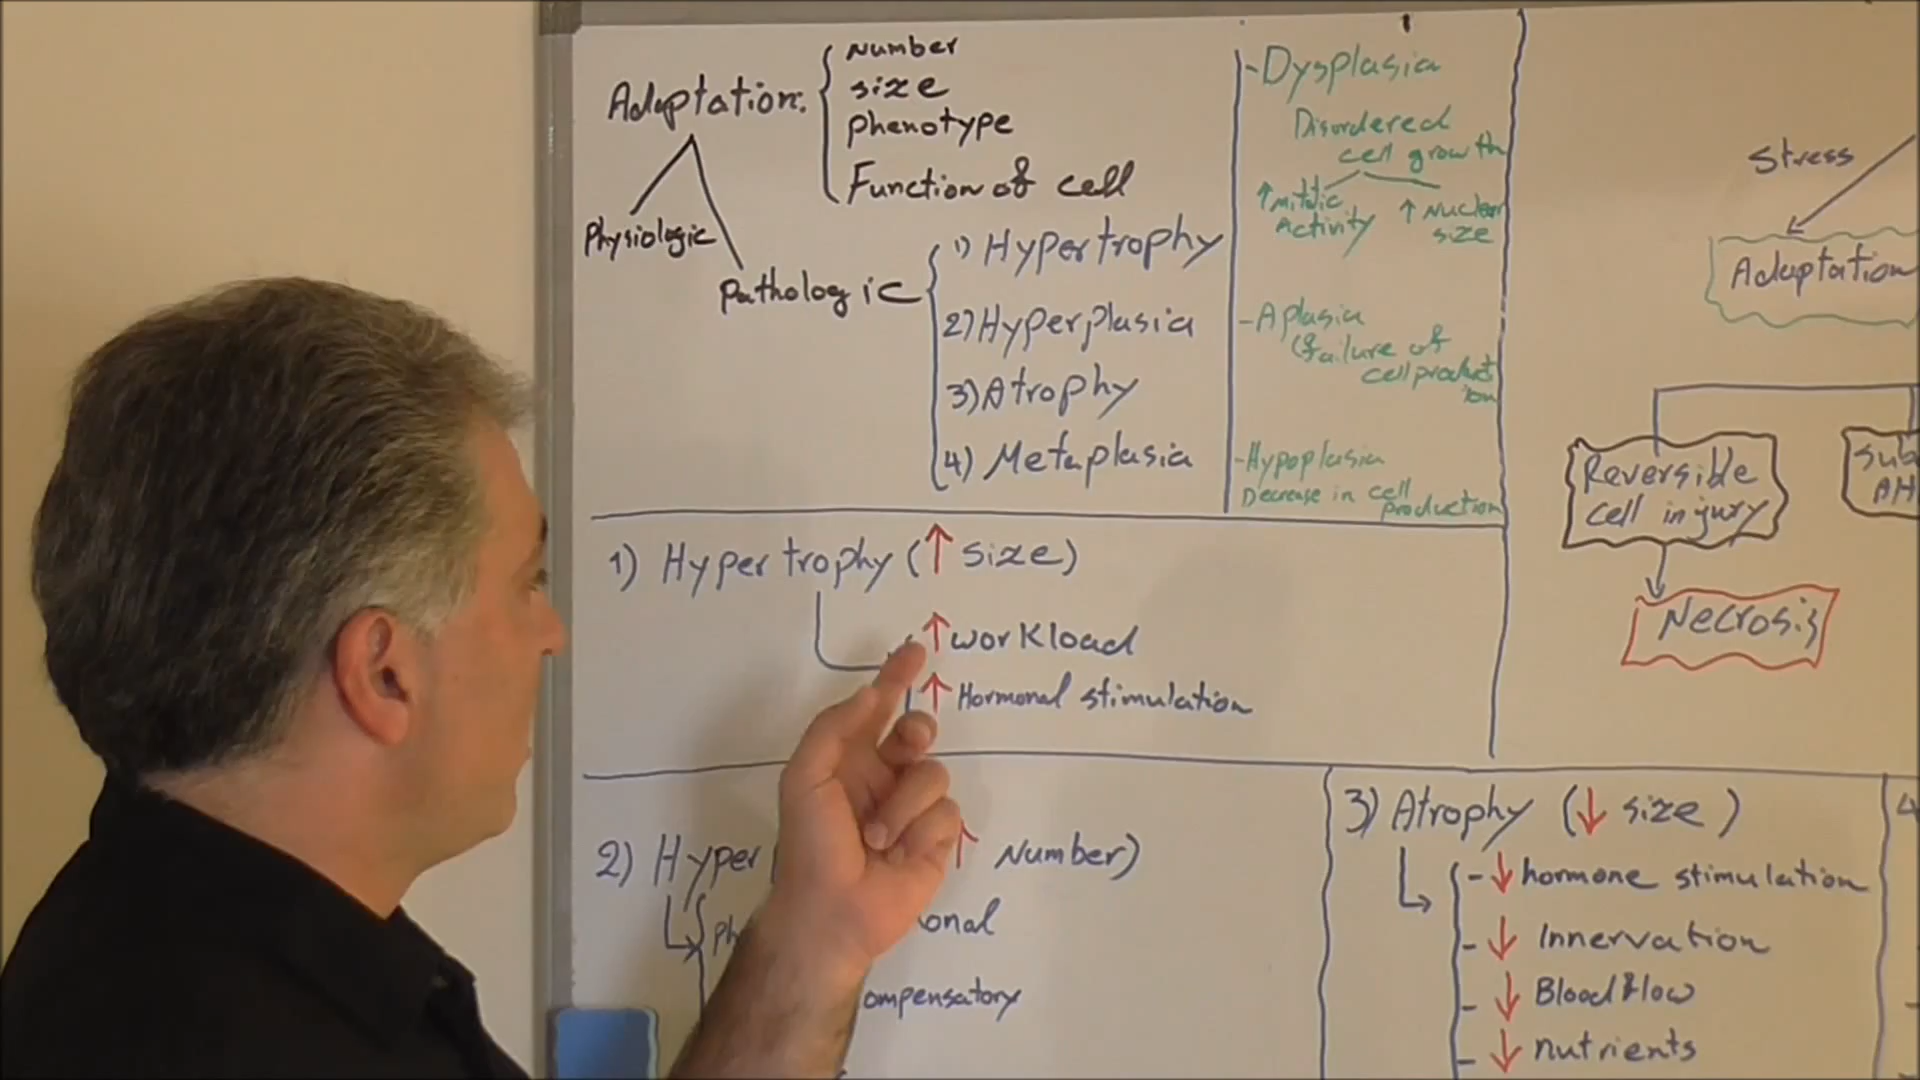 Adaptation:
Number
size
phenotype
Function of cell
Physiologic
Pathologic
1) Hypertrophy
2) Hyperplasia
3) Atrophy
4) Metaplasia
- Dysplasia
Disordered
cell growth
↑ mitotic
Activity
↑ Nuclear
size
- Aplasia
(failure of
cell product
ion
- Hypoplasia
Decrease in cell
production
Stress
Adaptation
Reversible
cell injury
Necrosis
1) Hypertrophy (↑ size)
↑ workload
↑ Hormonal stimulation
2) Hyper
↑ Number)
onal
ompensatory
3) Atrophy (↓ size)
- ↓ hormone stimulation
- ↓ Innervation
- ↓ Blood flow
- ↓ nutrients
4